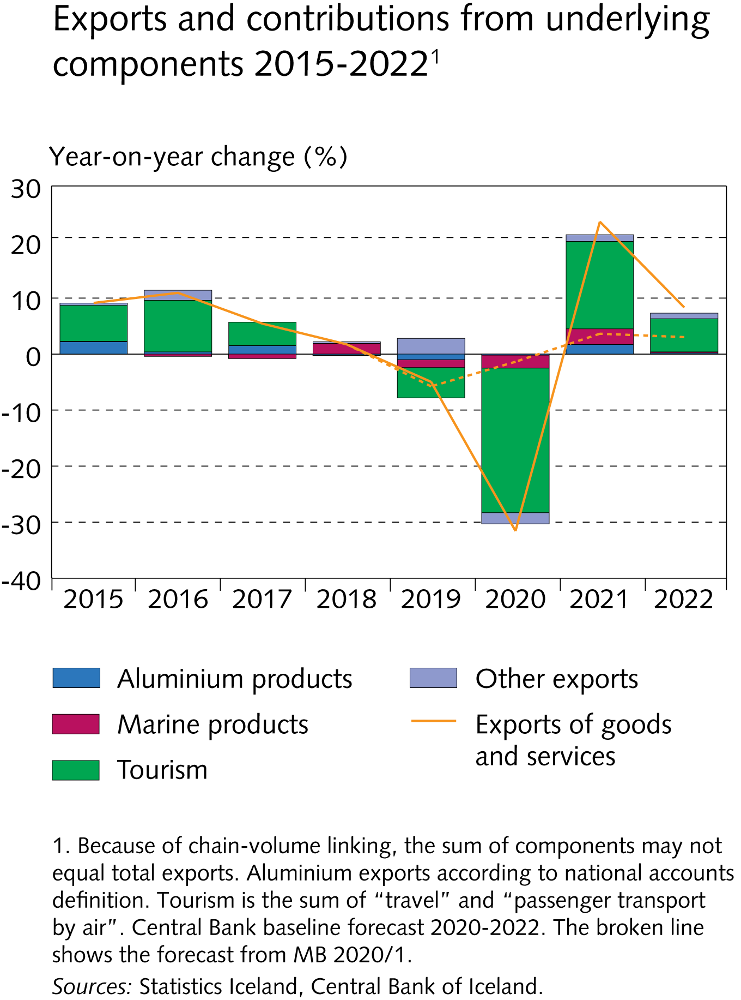 Exports and contributions from underlying
components 2015-2022¹
Year-on-year change (%)
30
20
10
0
-10
-20
-30
-40
2015 2016 2017 2018 2019 2020 2021 2022
Aluminium products
Marine products
Tourism
Other exports
Exports of goods
and services
1. Because of chain-volume linking, the sum of components may not
equal total exports. Aluminium exports according to national accounts
definition. Tourism is the sum of “travel” and “passenger transport
by air”. Central Bank baseline forecast 2020-2022. The broken line
shows the forecast from MB 2020/1.
Sources: Statistics Iceland, Central Bank of Iceland.